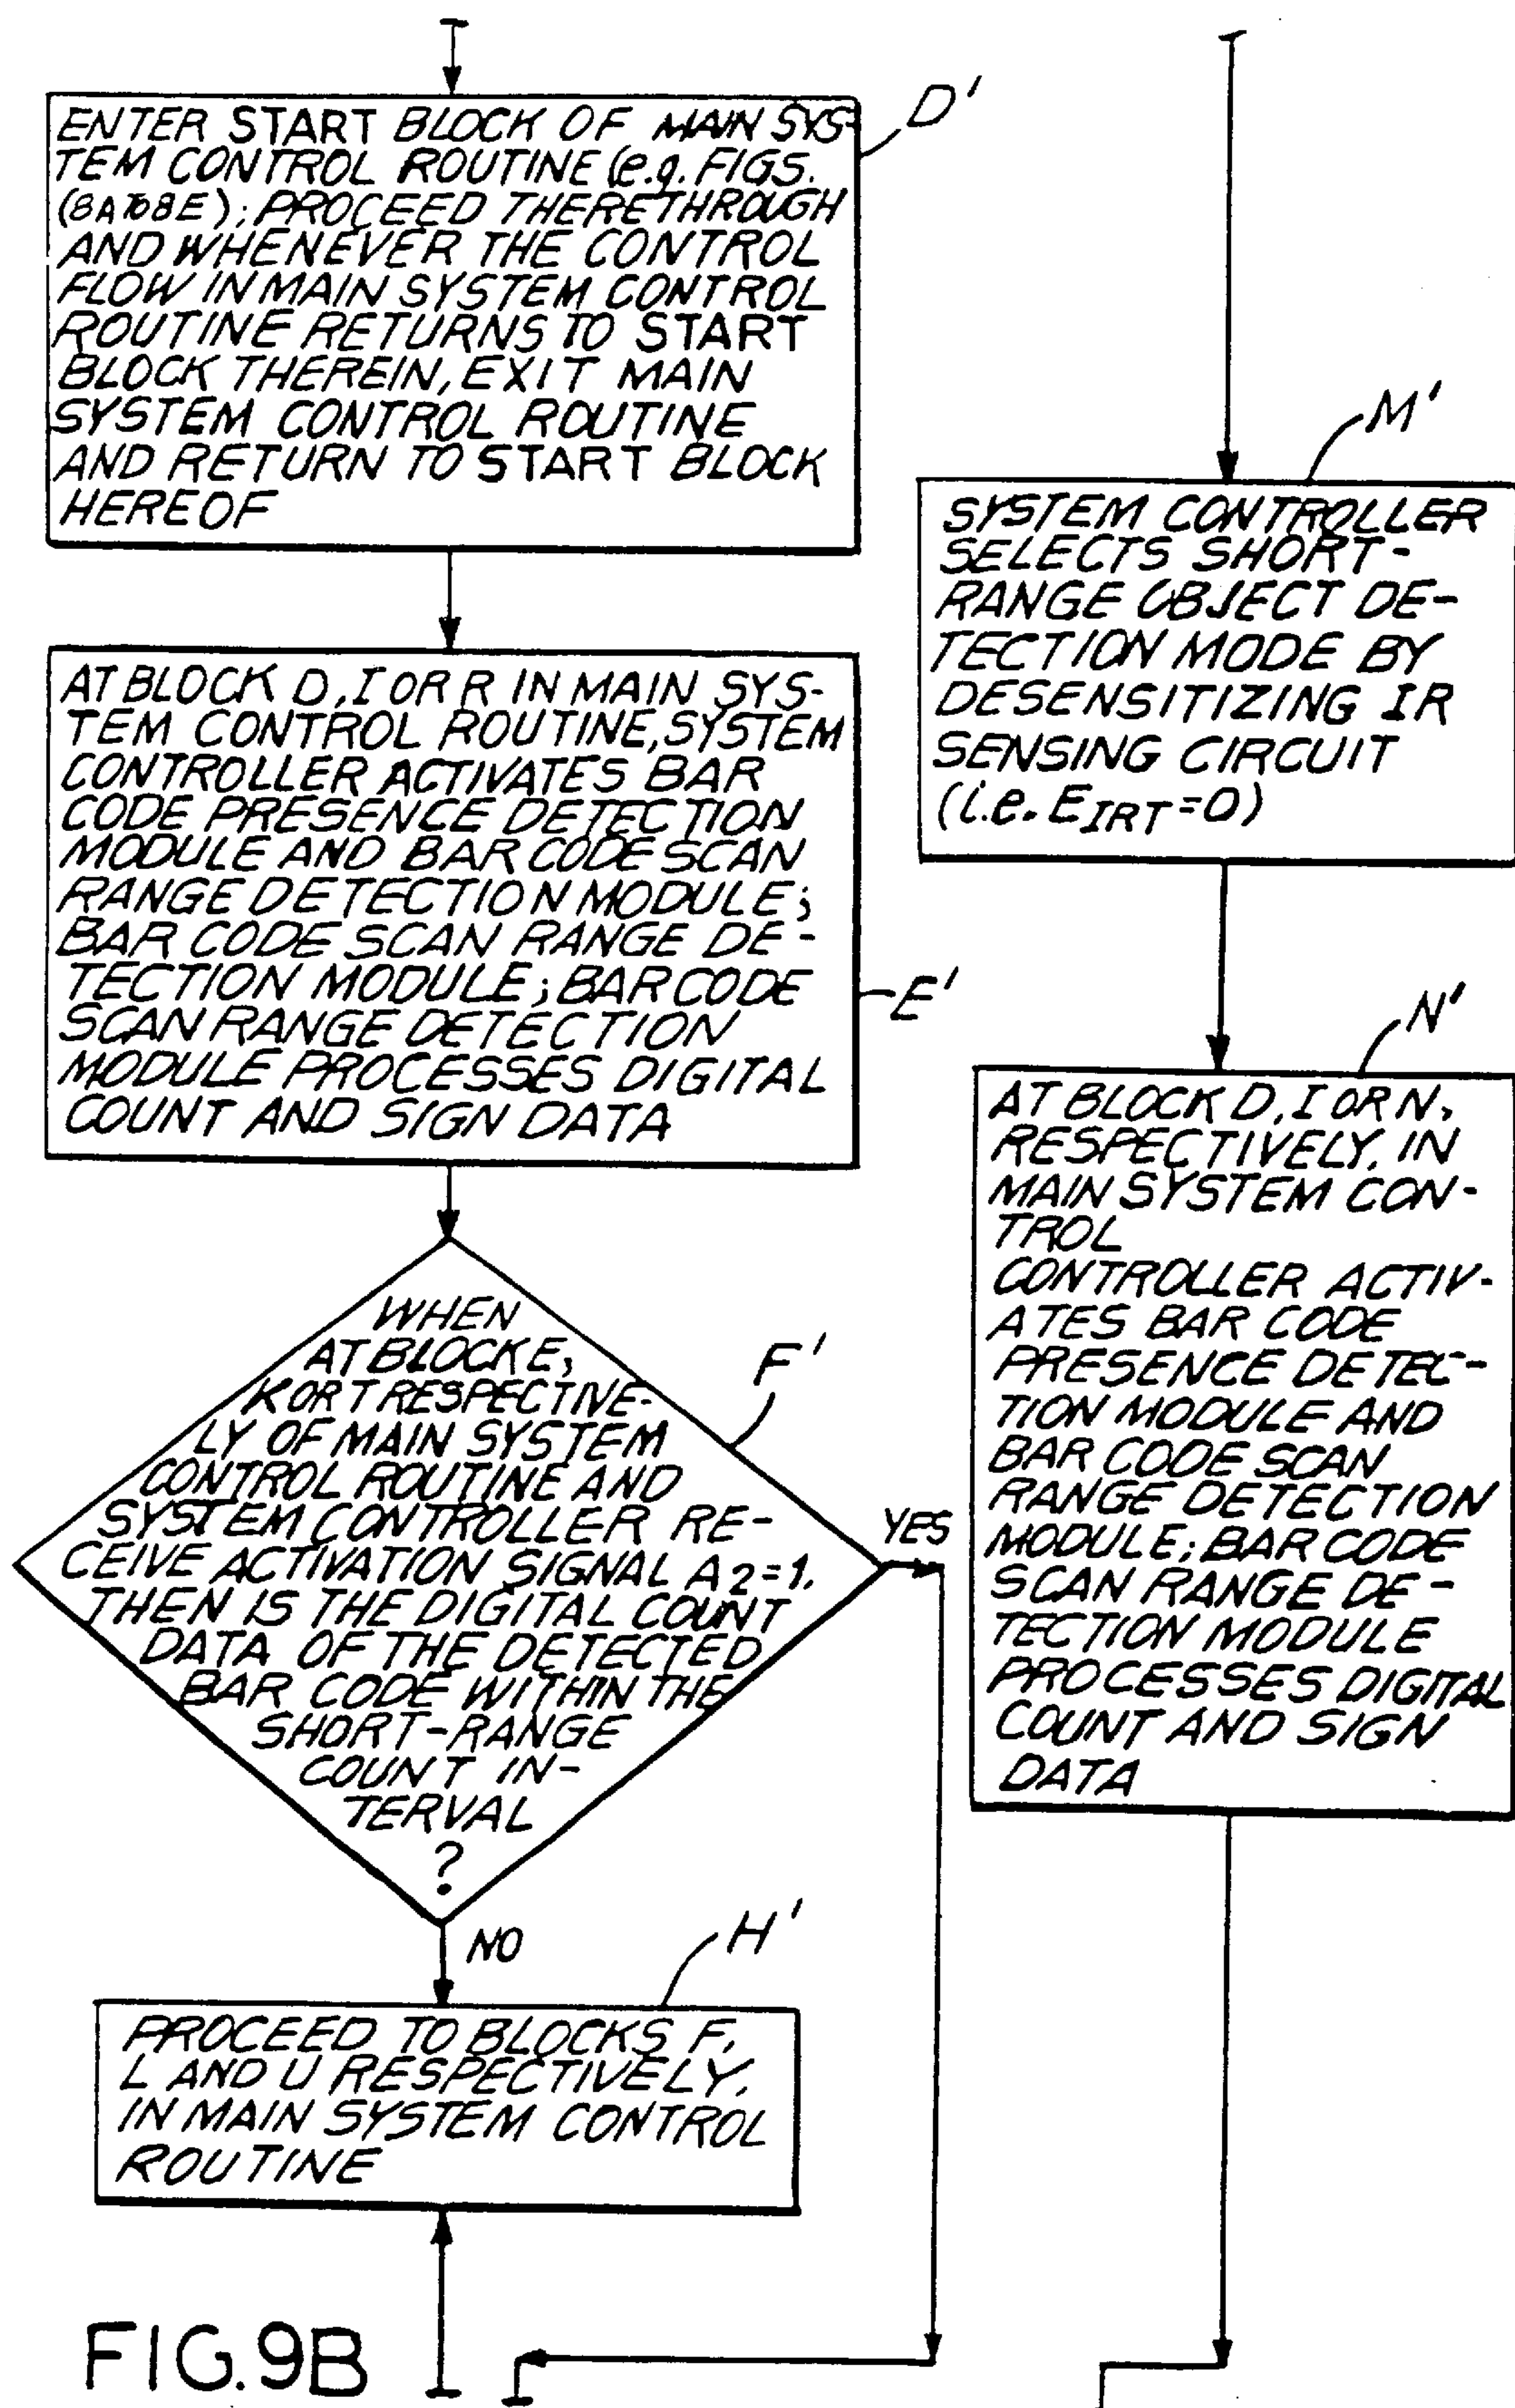 D'
ENTER START BLOCK OF MAIN SYS-
TEM CONTROL ROUTINE (e.g. FIGS.
(8A TO 8E); PROCEED THERETHROUGH
AND WHENEVER THE CONTROL
FLOW IN MAIN SYSTEM CONTROL
ROUTINE RETURNS TO START
BLOCK THEREIN, EXIT MAIN
SYSTEM CONTROL ROUTINE
AND RETURN TO START BLOCK
HEREOF
AT BLOCK D, I OR R IN MAIN SYS-
TEM CONTROL ROUTINE, SYSTEM
CONTROLLER ACTIVATES BAR
CODE PRESENCE DETECTION
MODULE AND BAR CODE SCAN
RANGE DETECTION MODULE;
BAR CODE SCAN RANGE DE-
TECTION MODULE; BAR CODE
SCAN RANGE DETECTION
MODULE PROCESSES DIGITAL
COUNT AND SIGN DATA
E'
WHEN
AT BLOCK E,
K OR T RESPECTIVE-
LY OF MAIN SYSTEM
CONTROL ROUTINE AND
SYSTEM CONTROLLER RE-
CEIVE ACTIVATION SIGNAL A2=1,
THEN IS THE DIGITAL COUNT
DATA OF THE DETECTED
BAR CODE WITHIN THE
SHORT-RANGE
COUNT IN-
TERVAL
?
F'
YES
NO
H'
PROCEED TO BLOCKS F,
L AND U RESPECTIVELY,
IN MAIN SYSTEM CONTROL
ROUTINE
M'
SYSTEM CONTROLLER
SELECTS SHORT-
RANGE OBJECT DE-
TECTION MODE BY
DESENSITIZING IR
SENSING CIRCUIT
(i.e. EIRT=0)
N'
AT BLOCK D, I OR N,
RESPECTIVELY, IN
MAIN SYSTEM CON-
TROL
CONTROLLER ACTIV-
ATES BAR CODE
PRESENCE DETEC-
TION MODULE AND
BAR CODE SCAN
RANGE DETECTION
MODULE; BAR CODE
SCAN RANGE DE-
TECTION MODULE
PROCESSES DIGITAL
COUNT AND SIGN
DATA
FIG.9B